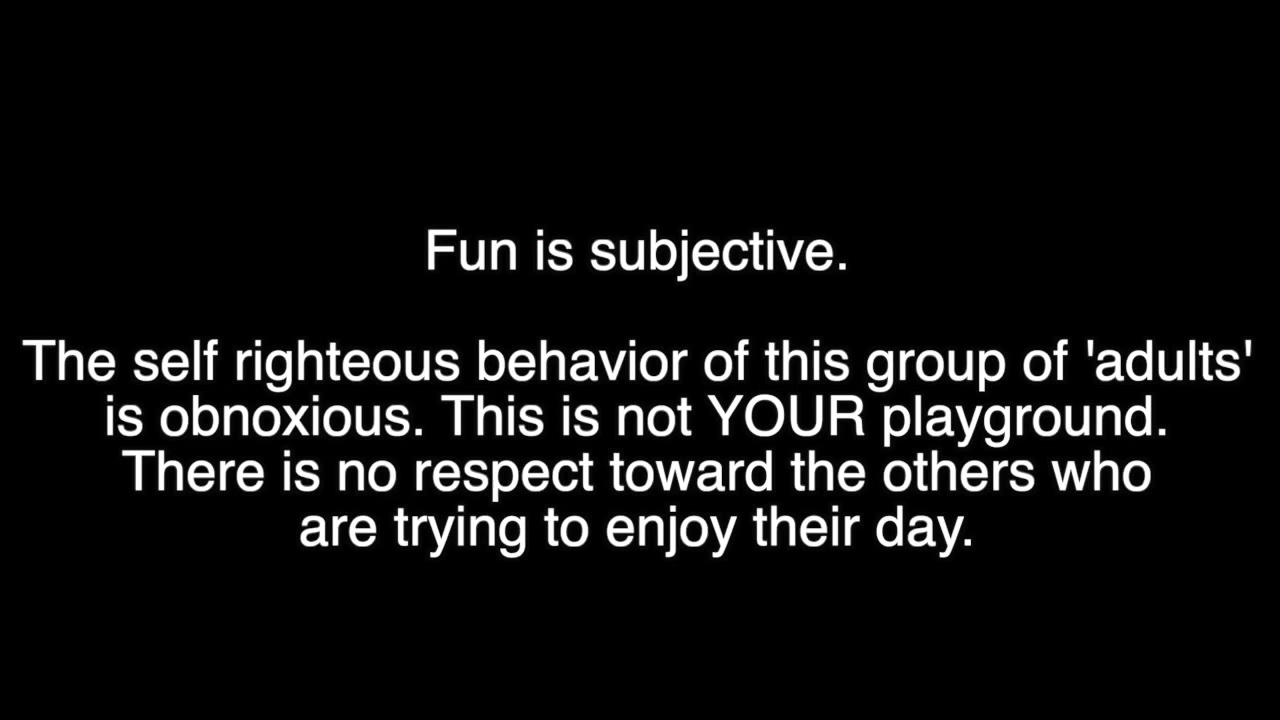 Fun is subjective.
The self righteous behavior of this group of 'adults'
is obnoxious. This is not YOUR playground.
There is no respect toward the others who
are trying to enjoy their day.